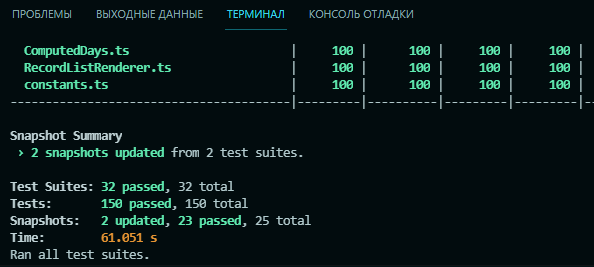 ПРОБЛЕМЫ ВЫХОДНЫЕ ДАННЫЕ ТЕРМИНАЛ КОНСОЛЬ ОТЛАДКИ
ComputedDays.ts | 100 | 100 | 100 | 100 |
RecordListRenderer.ts | 100 | 100 | 100 | 100 |
constants.ts | 100 | 100 | 100 | 100 |
----------------------------------------|---------|----------|---------|---------|-
Snapshot Summary
› 2 snapshots updated from 2 test suites.
Test Suites: 32 passed, 32 total
Tests: 150 passed, 150 total
Snapshots: 2 updated, 23 passed, 25 total
Time: 61.051 s
Ran all test suites.